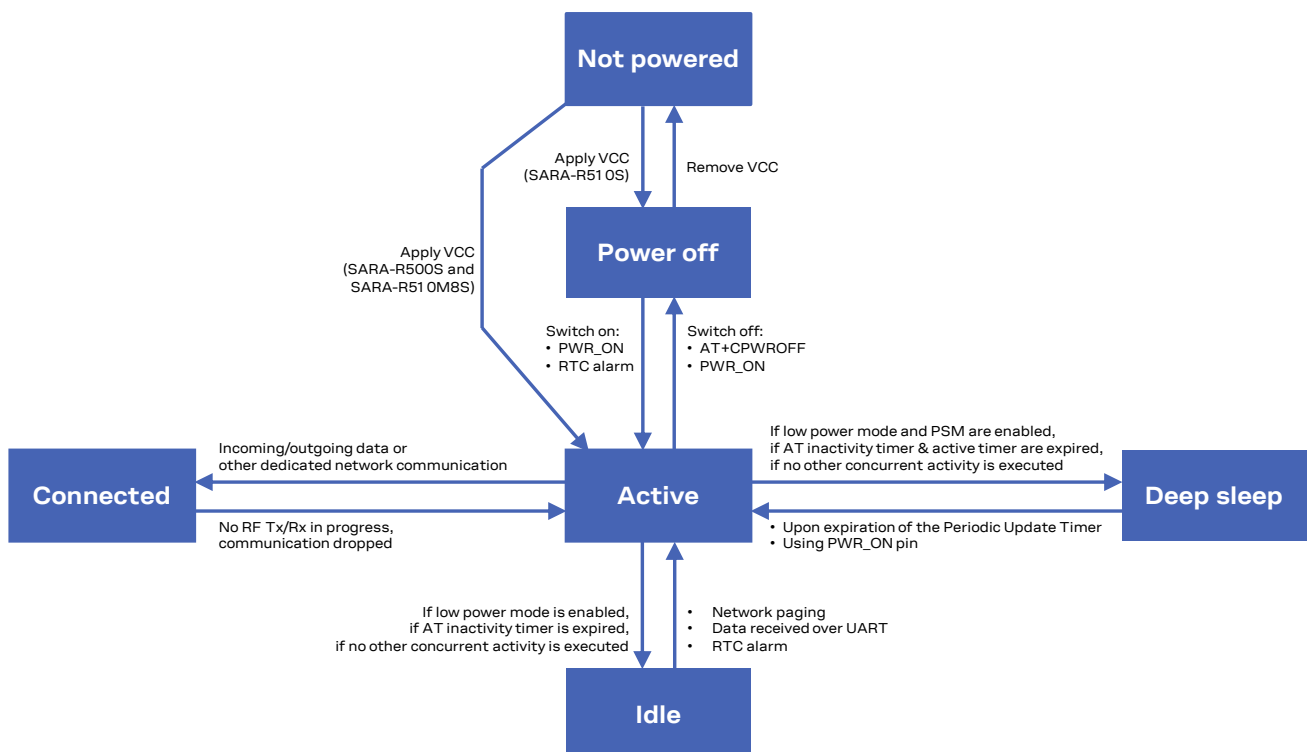 Not powered
Apply VCC
(SARA-R510S)
Remove VCC
Power off
Apply VCC
(SARA-R500S and
SARA-R510M8S)
Switch on:
• PWR_ON
• RTC alarm
Switch off:
• AT+CPWROFF
• PWR_ON
Connected
Incoming/outgoing data or
other dedicated network communication
No RF Tx/Rx in progress,
communication dropped
Active
If low power mode and PSM are enabled,
if AT inactivity timer & active timer are expired,
if no other concurrent activity is executed
• Upon expiration of the Periodic Update Timer
• Using PWR_ON pin
Deep sleep
If low power mode is enabled,
if AT inactivity timer is expired,
if no other concurrent activity is executed
• Network paging
• Data received over UART
• RTC alarm
Idle